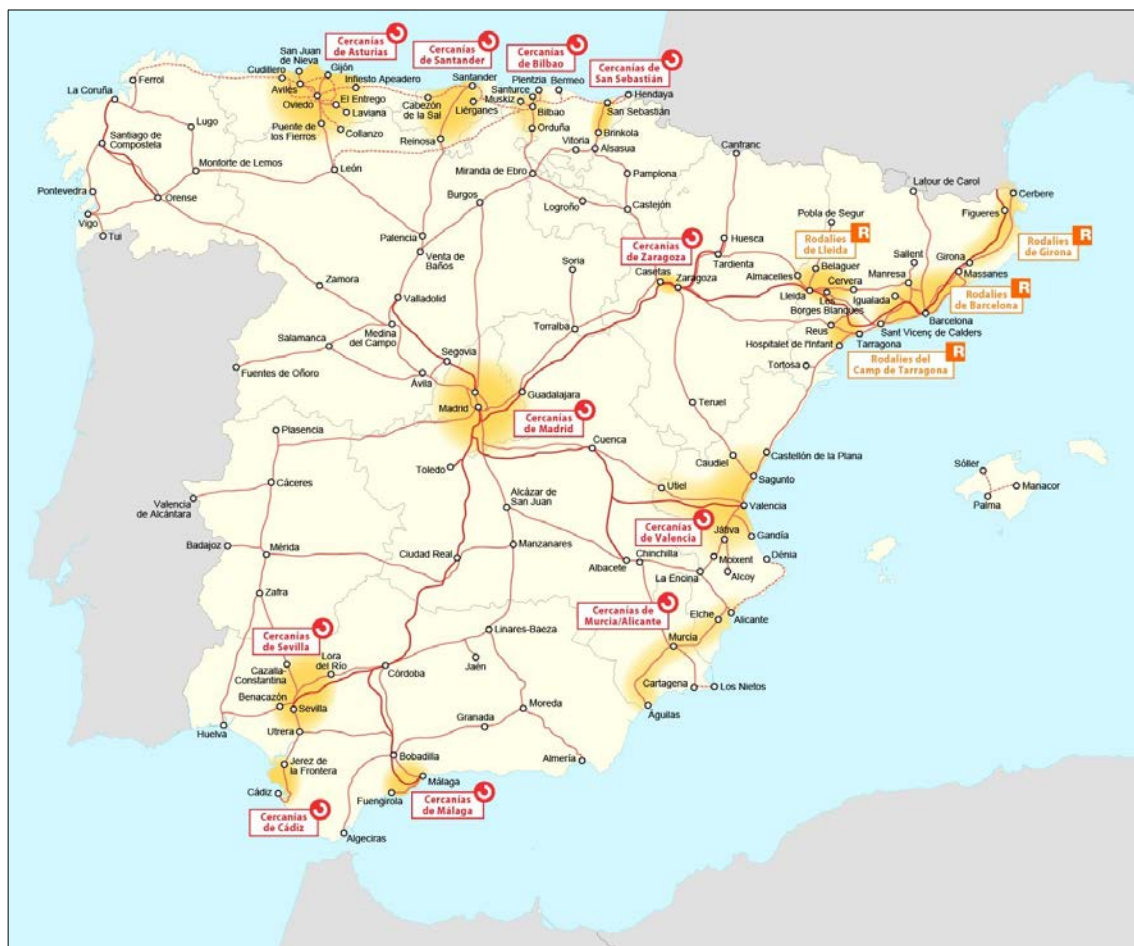 Cercanías
de Asturias
Cercanías
de Santander
Cercanías
de Bilbao
Cercanías de
San Sebastián
San Juan
de Nieva
Gijón
Cudillero
Infiesto Apeadero
Santander
Plentzia
Santurce
Bermeo
Hendaya
Ferrol
La Coruña
Avilés
Oviedo
El Entrego
Laviana
Cabezón
de la Sal
Muskiz
Liérganes
Bilbao
San Sebastián
Lugo
Puente de
los Fierros
Collanzo
Reinosa
Orduña
Brinkola
Santiago de
Compostela
Vitoria
Alsasua
Canfranc
Monforte de Lemos
León
Miranda de Ebro
Pamplona
Latour de Carol
Cerbere
Pontevedra
Orense
Burgos
Logroño
Castejón
Pobla de Segur
Figueres
Vigo
Tui
Palencia
Venta de
Baños
Cercanías
de Zaragoza
Huesca
Rodalies
de Lleida
R
Sallent
Girona
R
Rodalies
de Girona
Soria
Casetas
Zaragoza
Tardienta
Almacelles
Belaguer
Cervera
Manresa
Massanes
Zamora
Valladolid
Lleida
Les
Borges Blanques
Igualada
R
Rodalies
de Barcelona
Salamanca
Medina
del Campo
Torralba
Reus
Barcelona
Sant Vicenç de Calders
Segovia
Hospitalet de l'Infant
Tarragona
Fuentes de Oñoro
Ávila
Tortosa
Rodalies del
Camp de Tarragona
R
Madrid
Guadalajara
Teruel
Cercanías
de Madrid
Plasencia
Cuenca
Toledo
Caudiel
Castellón de la Plana
Sóller
Manacor
Palma
Cáceres
Alcázar de
San Juan
Utiel
Sagunto
Valencia
de Alcántara
Valencia
Cercanías
de Valencia
Játiva
Gandía
Badajoz
Mérida
Ciudad Real
Manzanares
Albacete
Chinchilla
Moixent
Dénia
La Encina
Alcoy
Zafra
Cercanías de
Murcia/Alicante
Elche
Alicante
Cercanías
de Sevilla
Linares-Baeza
Murcia
Cazalla-
Constantina
Lora
del Río
Córdoba
Jaén
Cartagena
Los Nietos
Benacazón
Sevilla
Moreda
Águilas
Huelva
Utrera
Granada
Jerez de
la Frontera
Bobadilla
Almería
Cádiz
Fuengirola
Málaga
Cercanías
de Málaga
Cercanías
de Cádiz
Algeciras